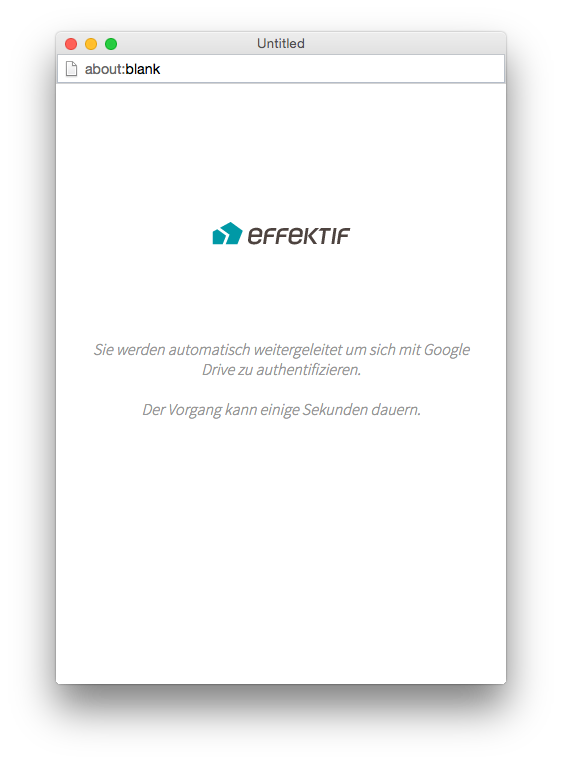 Untitled
about:blank
effektif
Sie werden automatisch weitergeleitet um sich mit Google
Drive zu authentifizieren.
Der Vorgang kann einige Sekunden dauern.